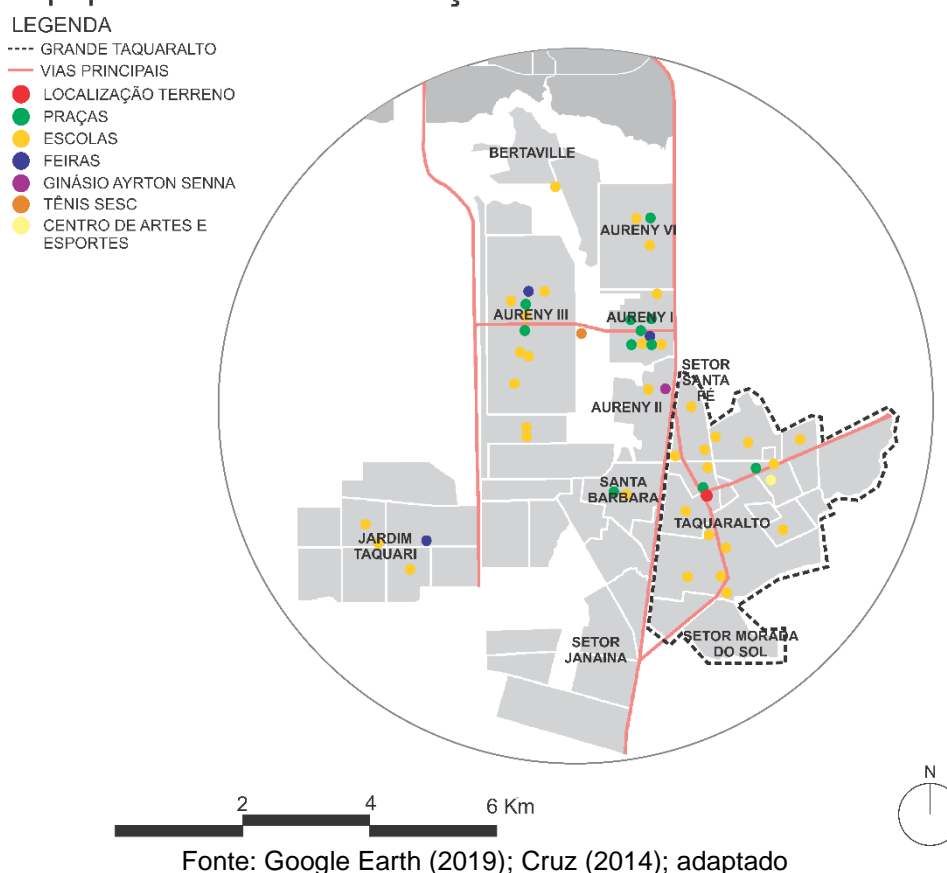 LEGENDA
GRANDE TAQUARALTO
VIAS PRINCIPAIS
LOCALIZAÇÃO TERRENO
PRAÇAS
ESCOLAS
FEIRAS
GINÁSIO AYRTON SENNA
TÊNIS SESC
CENTRO DE ARTES E
ESPORTES
BERTAVILLE
AURENY VI
AURENY III
AURENY I
SETOR
SANTA
FÉ
AURENY II
SANTA
BARBARA
TAQUARALTO
JARDIM
TAQUARI
SETOR
JANAINA
SETOR MORADA
DO SOL
N
2
4
6 Km
Fonte: Google Earth (2019); Cruz (2014); adaptado